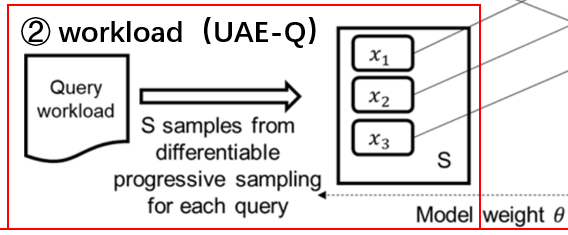 ② workload（UAE-Q）
Query
workload
S samples from
differentiable
progressive sampling
for each query
x₁
x₂
x₃
S
Model weight θ